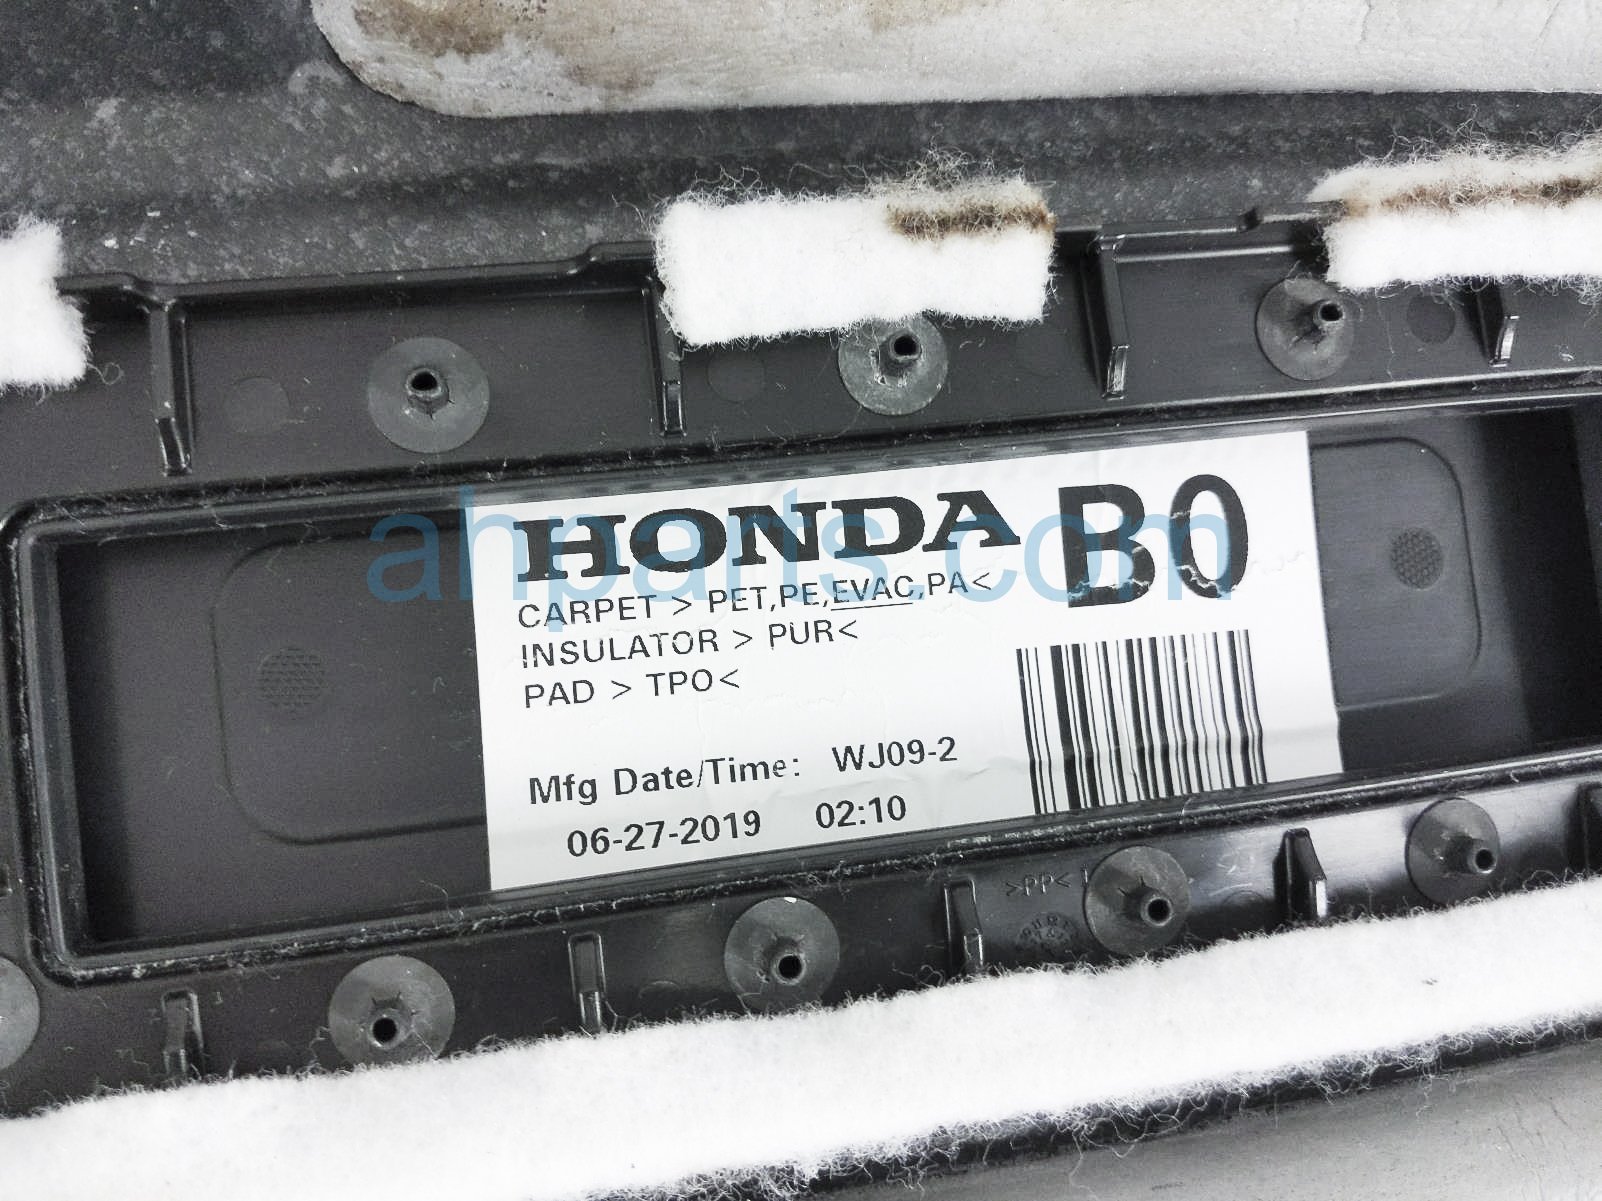 HONDA B0
CARPET > PET,PE,EVAC,PA<
INSULATOR > PUR<
PAD > TPO<
Mfg Date/Time: WJ09-2
06-27-2019 02:10
>PP<
ahparts.com